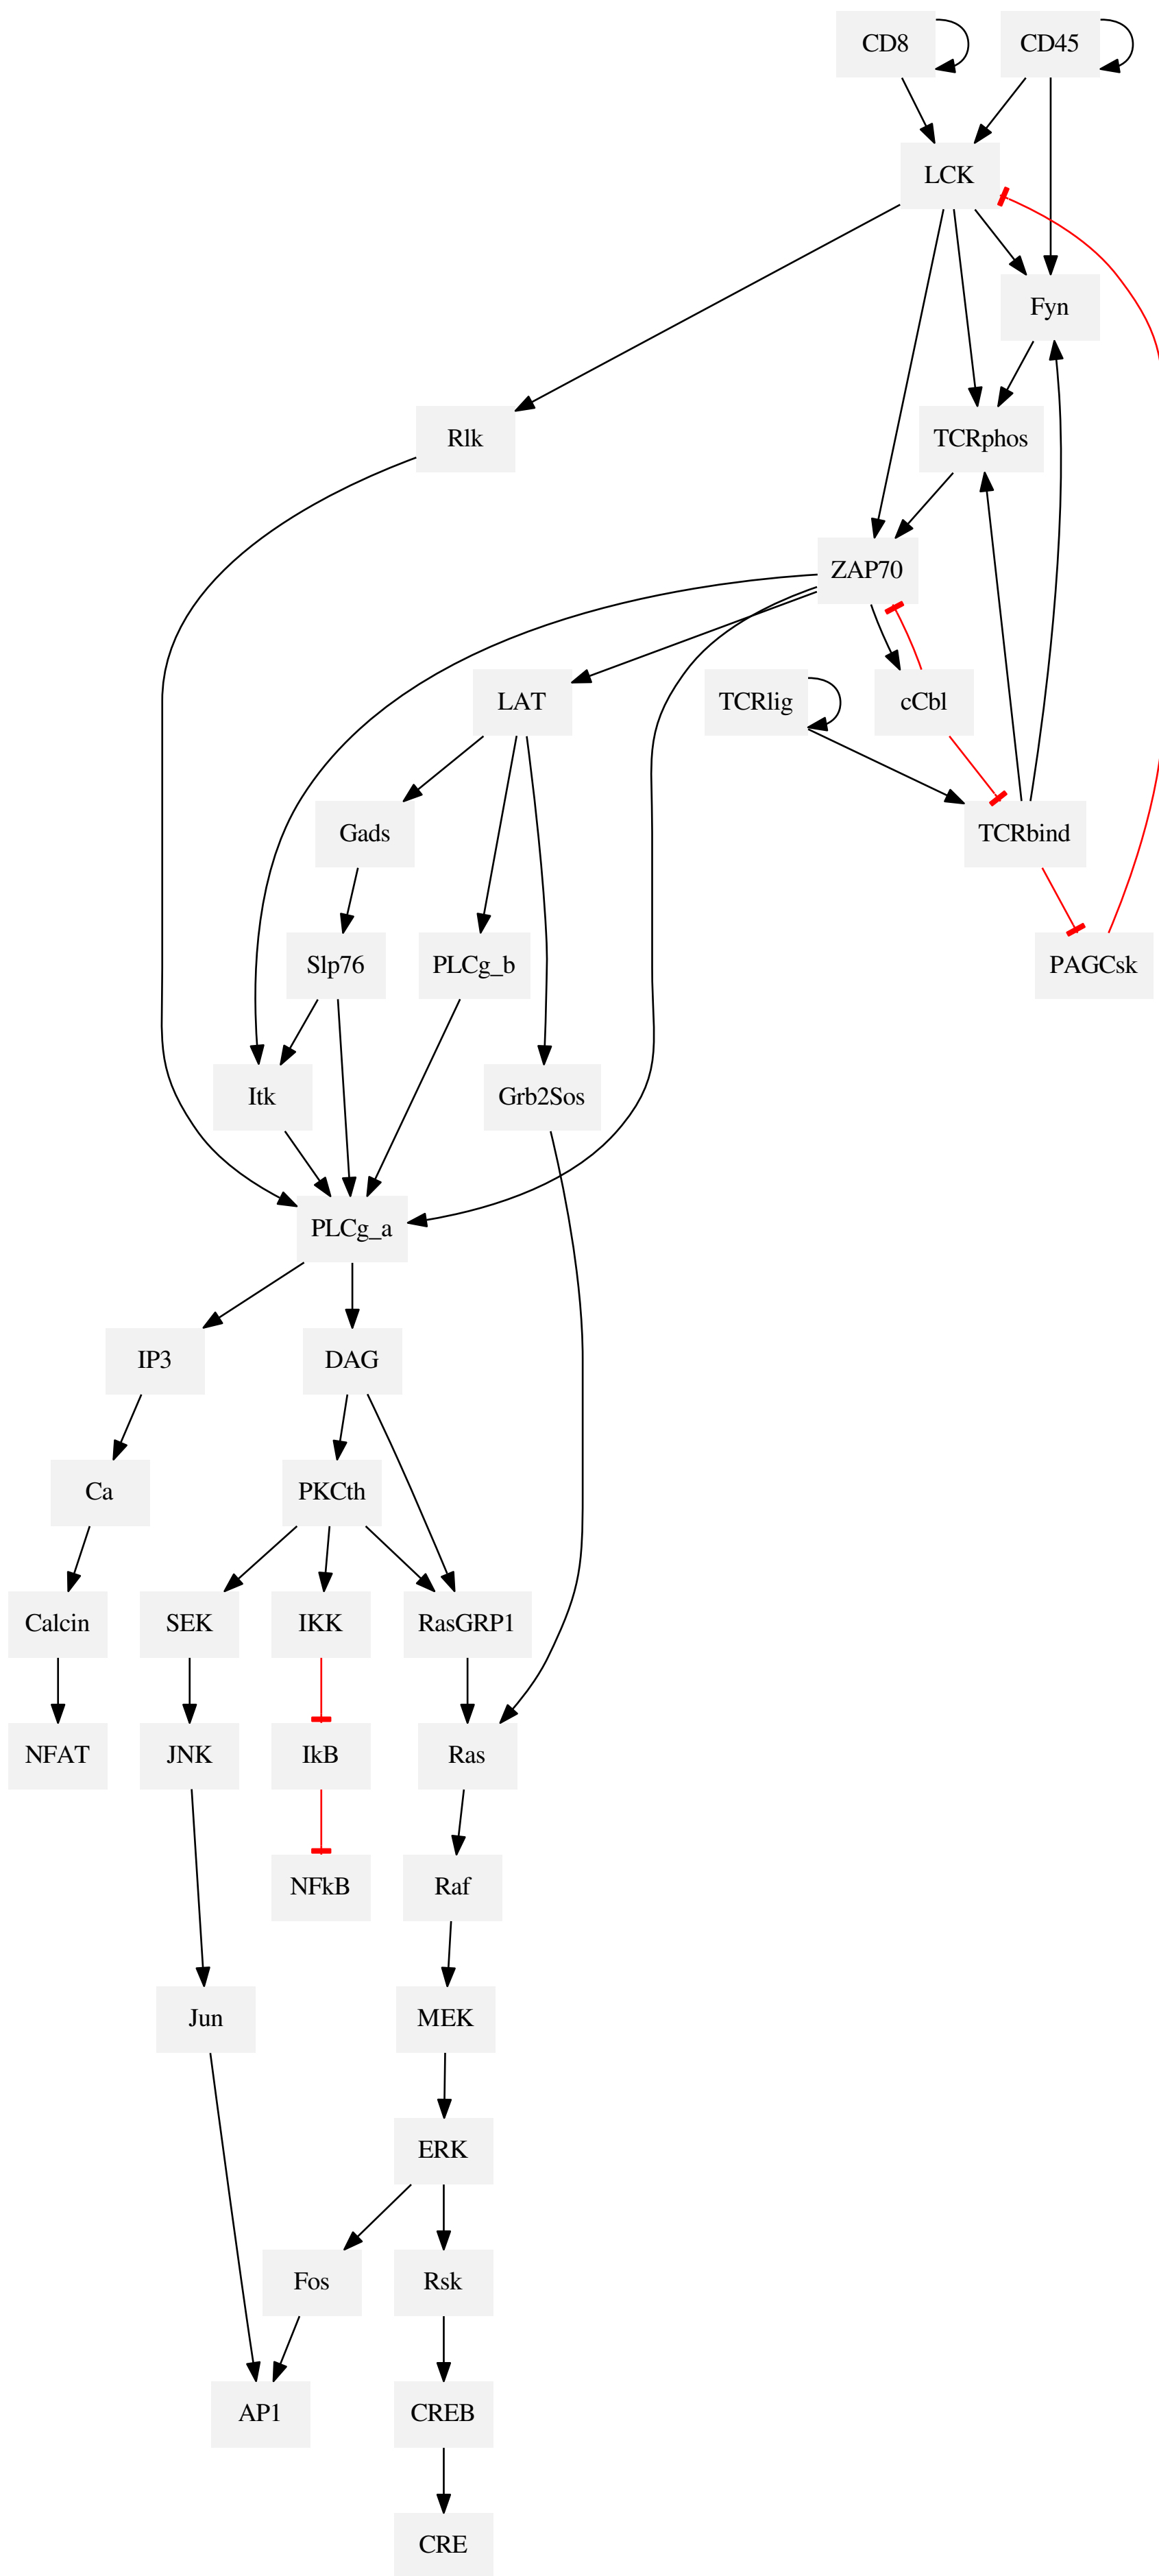 CD8
CD45
LCK
Fyn
Rlk
TCRphos
ZAP70
LAT
TCRlig
cCbl
Gads
TCRbind
Slp76
PLCg_b
PAGCsk
Itk
Grb2Sos
PLCg_a
IP3
DAG
Ca
PKCth
Calcin
SEK
IKK
RasGRP1
NFAT
JNK
IkB
Ras
NFkB
Raf
Jun
MEK
ERK
Fos
Rsk
AP1
CREB
CRE